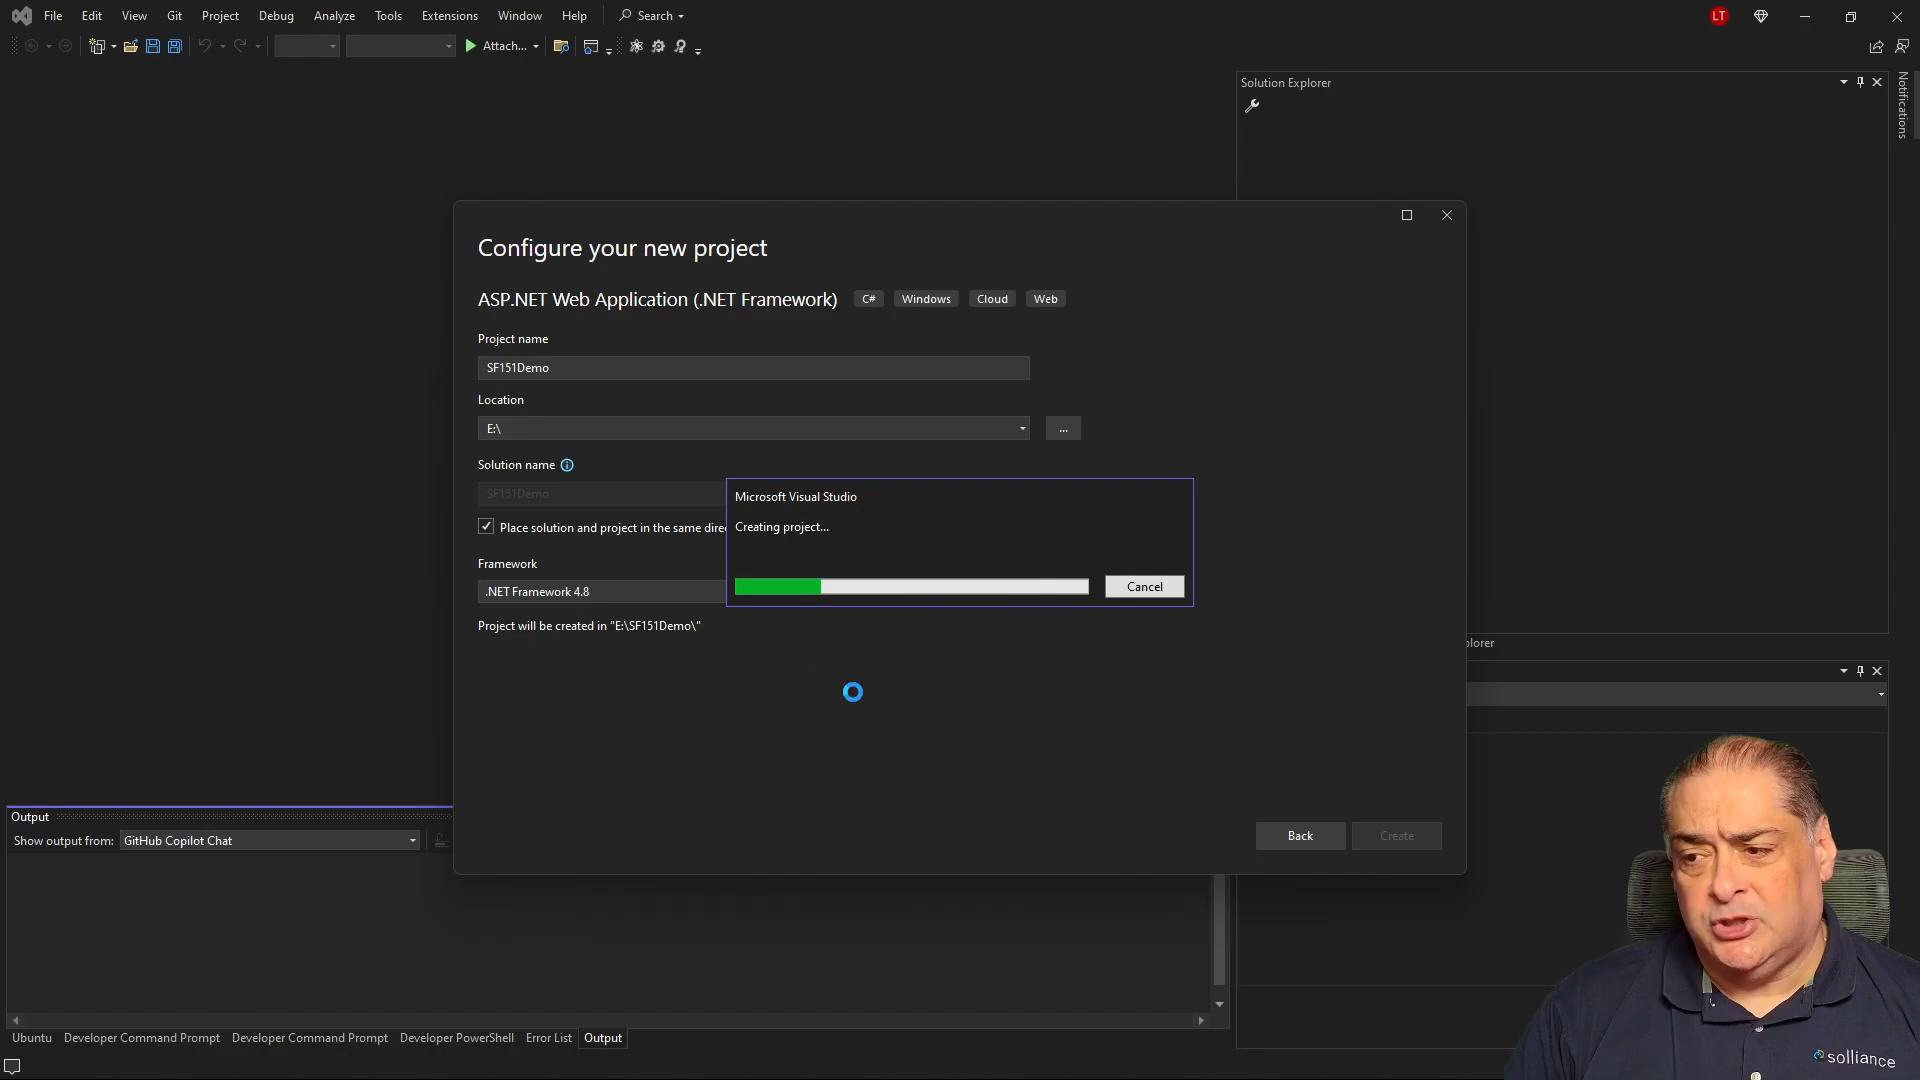 File Edit View Git Project Debug Analyze Tools Extensions Window Help Search LT
Attach...
Solution Explorer
Notifications
Configure your new project
ASP.NET Web Application (.NET Framework) C# Windows Cloud Web
Project name
SF151Demo
Location
E:\ ...
Solution name
SF151Demo
Microsoft Visual Studio
Place solution and project in the same dire
Creating project...
Framework
.NET Framework 4.8
Cancel
Project will be created in "E:\SF151Demo\"
plorer
Back Create
Output
Show output from: GitHub Copilot Chat
Ubuntu Developer Command Prompt Developer Command Prompt Developer PowerShell Error List Output
solliance